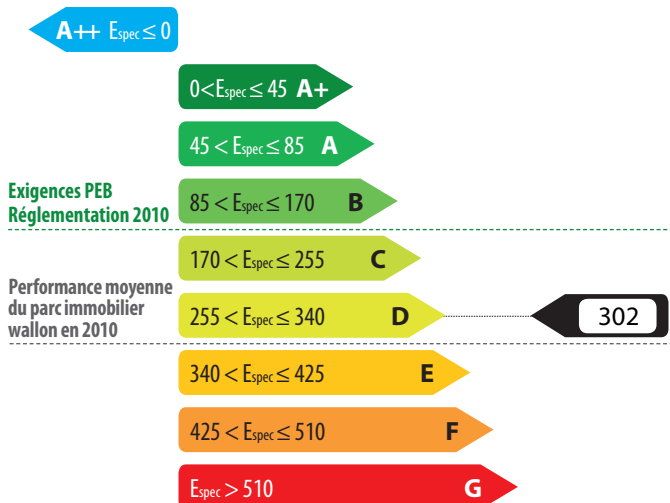 A++ Espec ≤ 0
0<Espec ≤ 45 A+
45 < Espec ≤ 85 A
Exigences PEB
Réglementation 2010
85 < Espec ≤ 170 B
170 < Espec ≤ 255 C
Performance moyenne
du parc immobilier
wallon en 2010
255 < Espec ≤ 340 D
302
340 < Espec ≤ 425 E
425 < Espec ≤ 510 F
Espec > 510 G